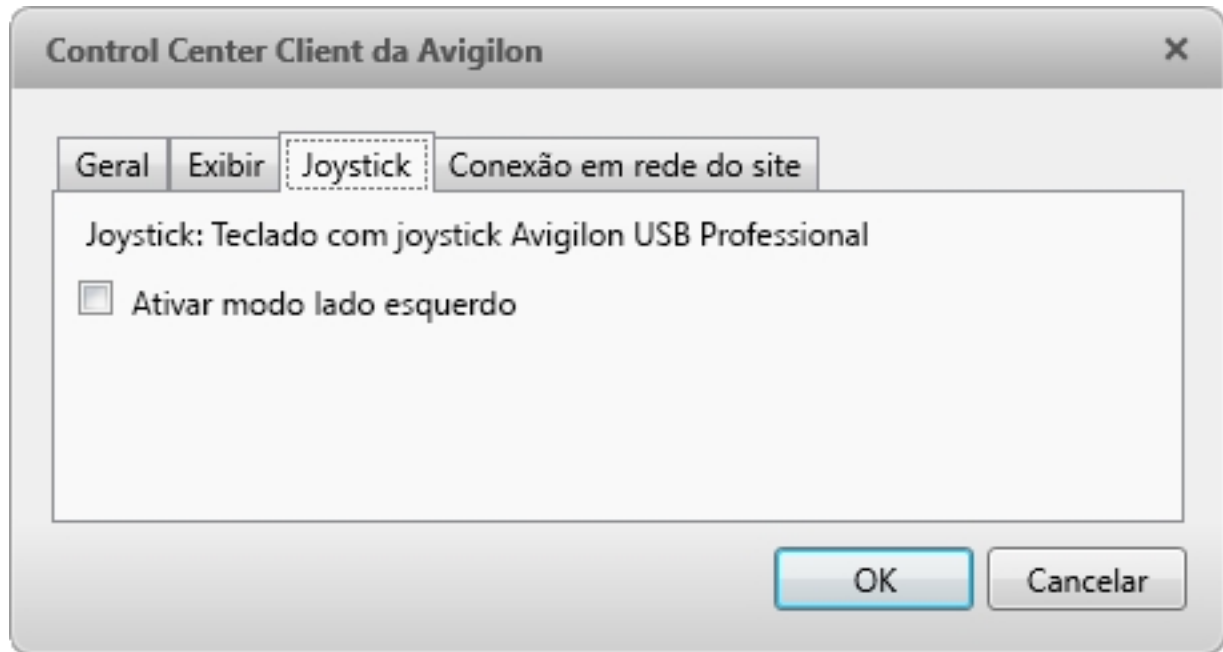 Control Center Client da Avigilon
Geral Exibir Joystick Conexão em rede do site
Joystick: Teclado com joystick Avigilon USB Professional
Ativar modo lado esquerdo
OK Cancelar